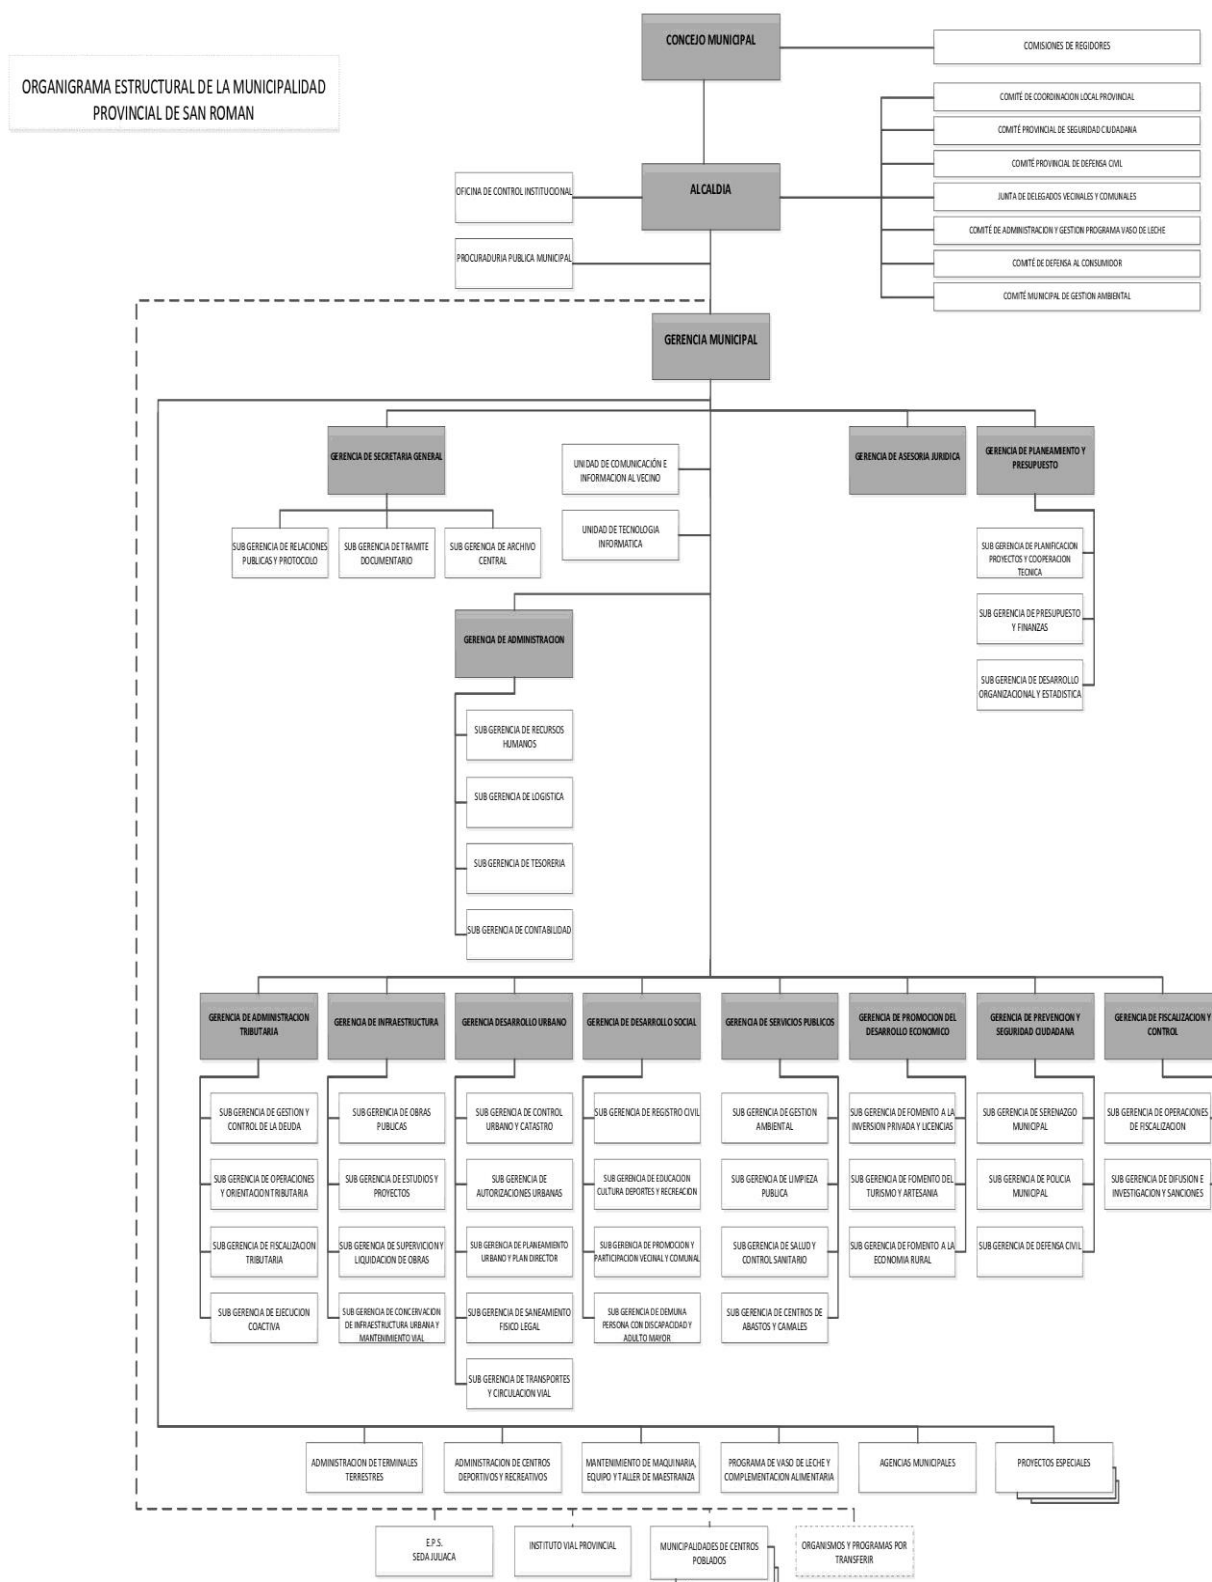 ORGANIGRAMA ESTRUCTURAL DE LA MUNICIPALIDAD
PROVINCIAL DE SAN ROMAN
CONCEJO MUNICIPAL
COMISIONES DE REGIDORES
COMITÉ DE COORDINACION LOCAL PROVINCIAL
COMITÉ PROVINCIAL DE SEGURIDAD CIUDADANA
COMITÉ PROVINCIAL DE DEFENSA CIVIL
JUNTA DE DELEGADOS VECINALES Y COMUNALES
COMITÉ DE ADMINISTRACION Y GESTION PROGRAMA VASO DE LECHE
COMITÉ DE DEFENSA AL CONSUMIDOR
COMITÉ MUNICIPAL DE GESTION AMBIENTAL
ALCALDIA
OFICINA DE CONTROL INSTITUCIONAL
PROCURADURIA PUBLICA MUNICIPAL
GERENCIA MUNICIPAL
GERENCIA DE SECRETARIA GENERAL
SUB GERENCIA DE RELACIONES
PUBLICAS Y PROTOCOLO
SUB GERENCIA DE TRAMITE
DOCUMENTARIO
SUB GERENCIA DE ARCHIVO
CENTRAL
UNIDAD DE COMUNICACIÓN E
INFORMACION AL VECINO
UNIDAD DE TECNOLOGIA
INFORMATICA
GERENCIA DE ASESORIA JURIDICA
GERENCIA DE PLANEAMIENTO Y
PRESUPUESTO
SUB GERENCIA DE PLANIFICACION
PROYECTOS Y COOPERACION
TECNICA
SUB GERENCIA DE PRESUPUESTO
Y FINANZAS
SUB GERENCIA DE DESARROLLO
ORGANIZACIONAL Y ESTADISTICA
GERENCIA DE ADMINISTRACION
SUB GERENCIA DE RECURSOS
HUMANOS
SUB GERENCIA DE LOGISTICA
SUB GERENCIA DE TESORERIA
SUB GERENCIA DE CONTABILIDAD
GERENCIA DE ADMINISTRACION
TRIBUTARIA
SUB GERENCIA DE GESTION Y
CONTROL DE LA DEUDA
SUB GERENCIA DE OPERACIONES
Y ORIENTACION TRIBUTARIA
SUB GERENCIA DE FISCALIZACION
TRIBUTARIA
SUB GERENCIA DE EJECUCION
COACTIVA
GERENCIA DE INFRAESTRUCTURA
SUB GERENCIA DE OBRAS
PUBLICAS
SUB GERENCIA DE ESTUDIOS Y
PROYECTOS
SUB GERENCIA DE SUPERVICION Y
LIQUIDACION DE OBRAS
SUB GERENCIA DE CONCERVACION
DE INFRAESTRUCTURA URBANA Y
MANTENIMIENTO VIAL
GERENCIA DESARROLLO URBANO
SUB GERENCIA DE CONTROL
URBANO Y CATASTRO
SUB GERENCIA DE
AUTORIZACIONES URBANAS
SUB GERENCIA DE PLANEAMIENTO
URBANO Y PLAN DIRECTOR
SUB GERENCIA DE SANEAMIENTO
FISICO LEGAL
SUB GERENCIA DE TRANSPORTES
Y CIRCULACION VIAL
GERENCIA DE DESARROLLO SOCIAL
SUB GERENCIA DE REGISTRO CIVIL
SUB GERENCIA DE EDUCACION
CULTURA DEPORTES Y RECREACION
SUB GERENCIA DE PROMOCION Y
PARTICIPACION VECINAL Y COMUNAL
SUB GERENCIA DE DEMUNA
PERSONA CON DISCAPACIDAD Y
ADULTO MAYOR
GERENCIA DE SERVICIOS PUBLICOS
SUB GERENCIA DE GESTION
AMBIENTAL
SUB GERENCIA DE LIMPIEZA
PUBLICA
SUB GERENCIA DE SALUD Y
CONTROL SANITARIO
SUB GERENCIA DE CENTROS DE
ABASTOS Y CAMALES
GERENCIA DE PROMOCION DEL
DESARROLLO ECONOMICO
SUB GERENCIA DE FOMENTO A LA
INVERSION PRIVADA Y LICENCIAS
SUB GERENCIA DE FOMENTO DEL
TURISMO Y ARTESANIA
SUB GERENCIA DE FOMENTO A LA
ECONOMIA RURAL
GERENCIA DE PREVENCION Y
SEGURIDAD CIUDADANA
SUB GERENCIA DE SERENAZGO
MUNICIPAL
SUB GERENCIA DE POLICIA
MUNICIPAL
SUB GERENCIA DE DEFENSA CIVIL
GERENCIA DE FISCALIZACION Y
CONTROL
SUB GERENCIA DE OPERACIONES
DE FISCALIZACION
SUB GERENCIA DE DIFUSION E
INVESTIGACION Y SANCIONES
ADMINISTRACION DE TERMINALES
TERRESTRES
ADMINISTRACION DE CENTROS
DEPORTIVOS Y RECREATIVOS
MANTENIMIENTO DE MAQUINARIA,
EQUIPO Y TALLER DE MAESTRANZA
PROGRAMA DE VASO DE LECHE Y
COMPLEMENTACION ALIMENTARIA
AGENCIAS MUNICIPALES
PROYECTOS ESPECIALES
E.P.S.
SEDA JULIACA
INSTITUTO VIAL PROVINCIAL
MUNICIPALIDADES DE CENTROS
POBLADOS
ORGANISMOS Y PROGRAMAS POR
TRANSFERIR